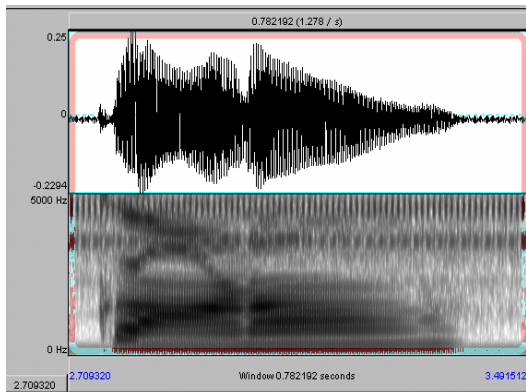 0.782192 (1.278 / s)
0.25
0
-0.2294
5000 Hz
0 Hz
2.709320 Window 0.782192 seconds 3.491512
2.709320